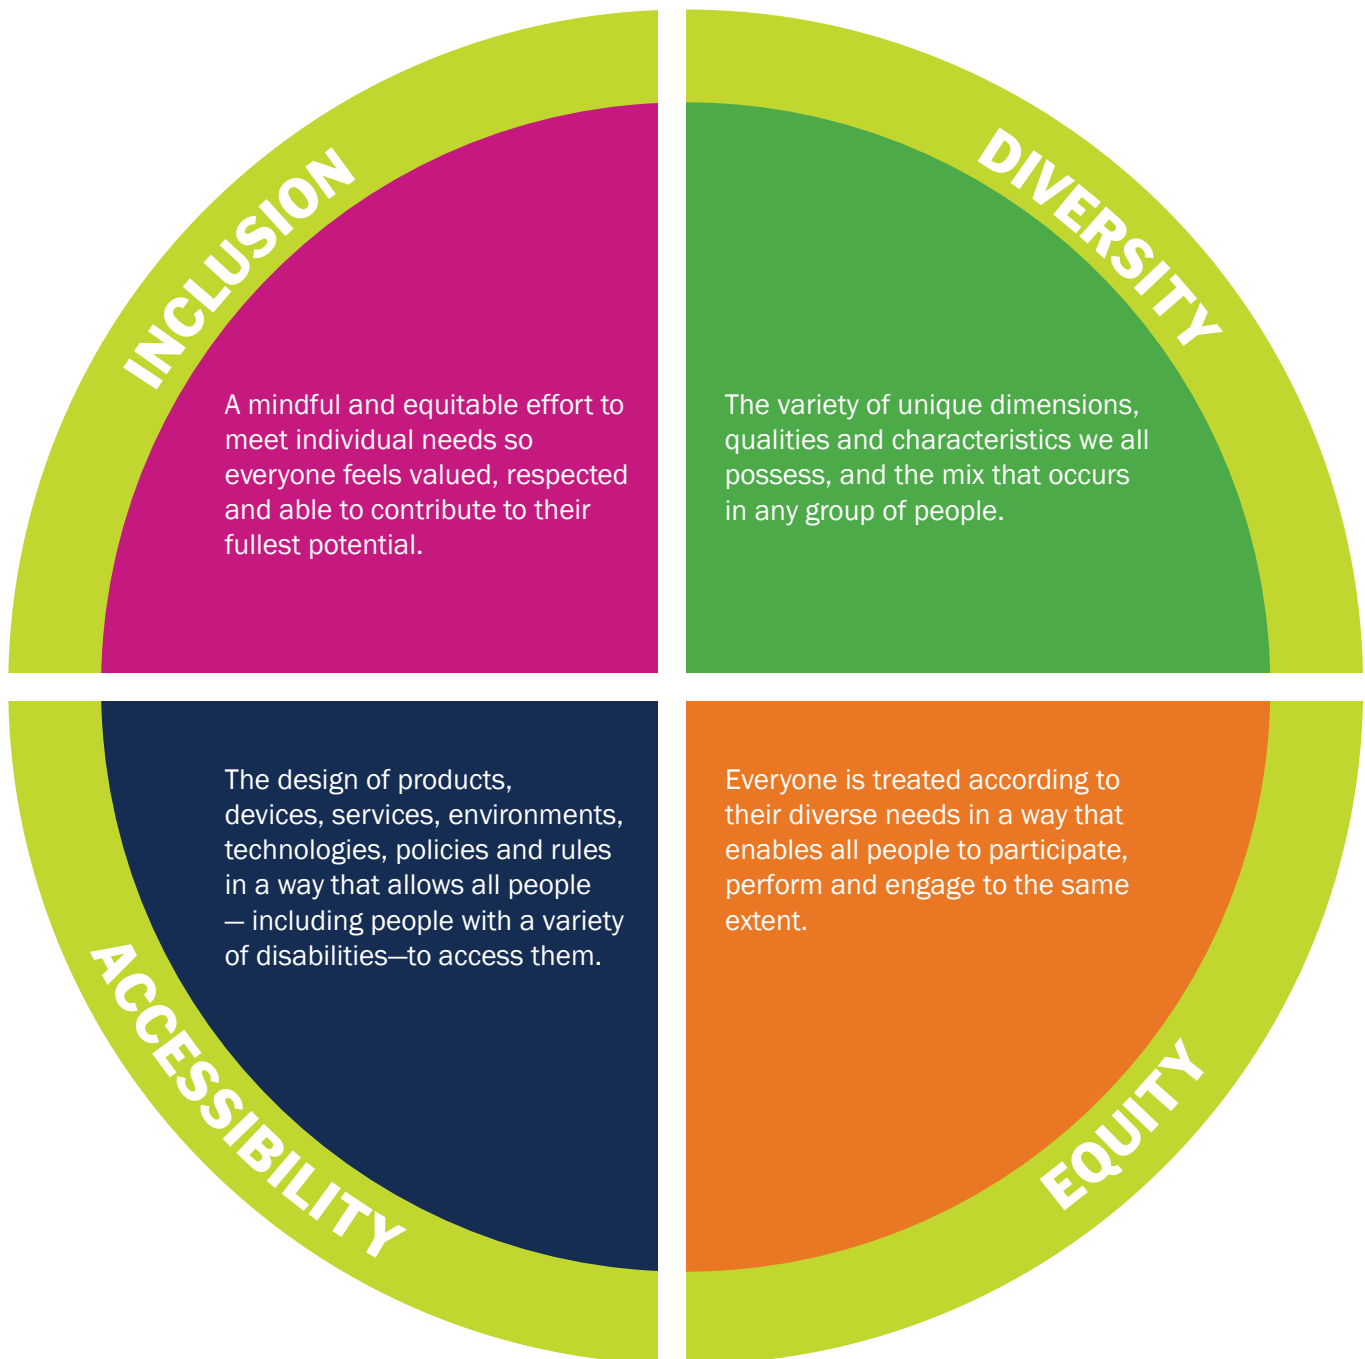 INCLUSION
A mindful and equitable effort to
meet individual needs so
everyone feels valued, respected
and able to contribute to their
fullest potential.
DIVERSITY
The variety of unique dimensions,
qualities and characteristics we all
possess, and the mix that occurs
in any group of people.
The design of products,
devices, services, environments,
technologies, policies and rules
in a way that allows all people
— including people with a variety
of disabilities—to access them.
ACCESSIBILITY
Everyone is treated according to
their diverse needs in a way that
enables all people to participate,
perform and engage to the same
extent.
EQUITY